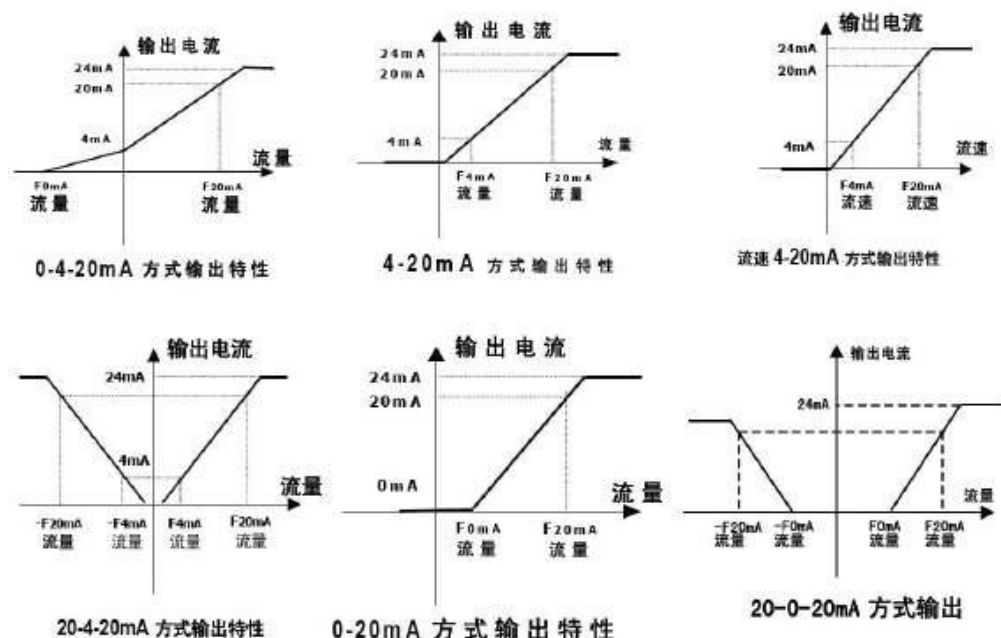 输出电流
24mA
20mA
4mA
流量
F0mA
流量
F20mA
流量
0-4-20mA 方式输出特性
输出电流
24mA
20mA
4mA
流量
F4mA
流量
F20mA
流量
4-20mA 方式输出特性
输出电流
24mA
20mA
4mA
流速
F4mA
流速
F20mA
流速
流速 4-20mA 方式输出特性
输出电流
24mA
4mA
流量
-F20mA
流量
-F4mA
流量
F4mA
流量
F20mA
流量
20-4-20mA 方式输出特性
输出电流
24mA
20mA
0mA
流量
F0mA
流量
F20mA
流量
0-20mA 方式输出特性
输出电流
24mA
流量
-F20mA
流量
-F0mA
流量
F0mA
流量
F20mA
流量
20-0-20mA 方式输出